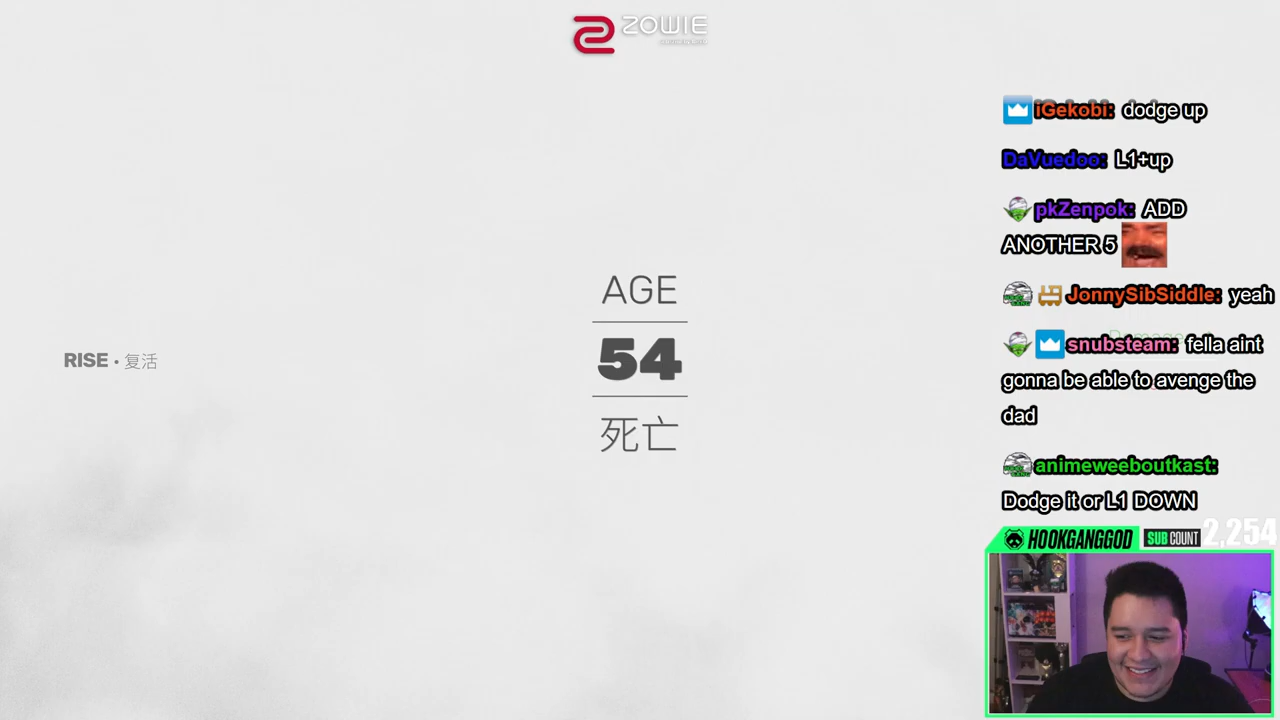 ZOWIE
AGE
54
死亡
RISE • 复活
iGekobi: dodge up
DaVuedoo: L1+up
pkZenpok: ADD
ANOTHER 5
JonnySibSiddle: yeah
snubsteam: fella aint
gonna be able to avenge the
dad
animeweeboutkast:
Dodge it or L1 DOWN
HOOKGANGGOD SUB COUNT 2,254